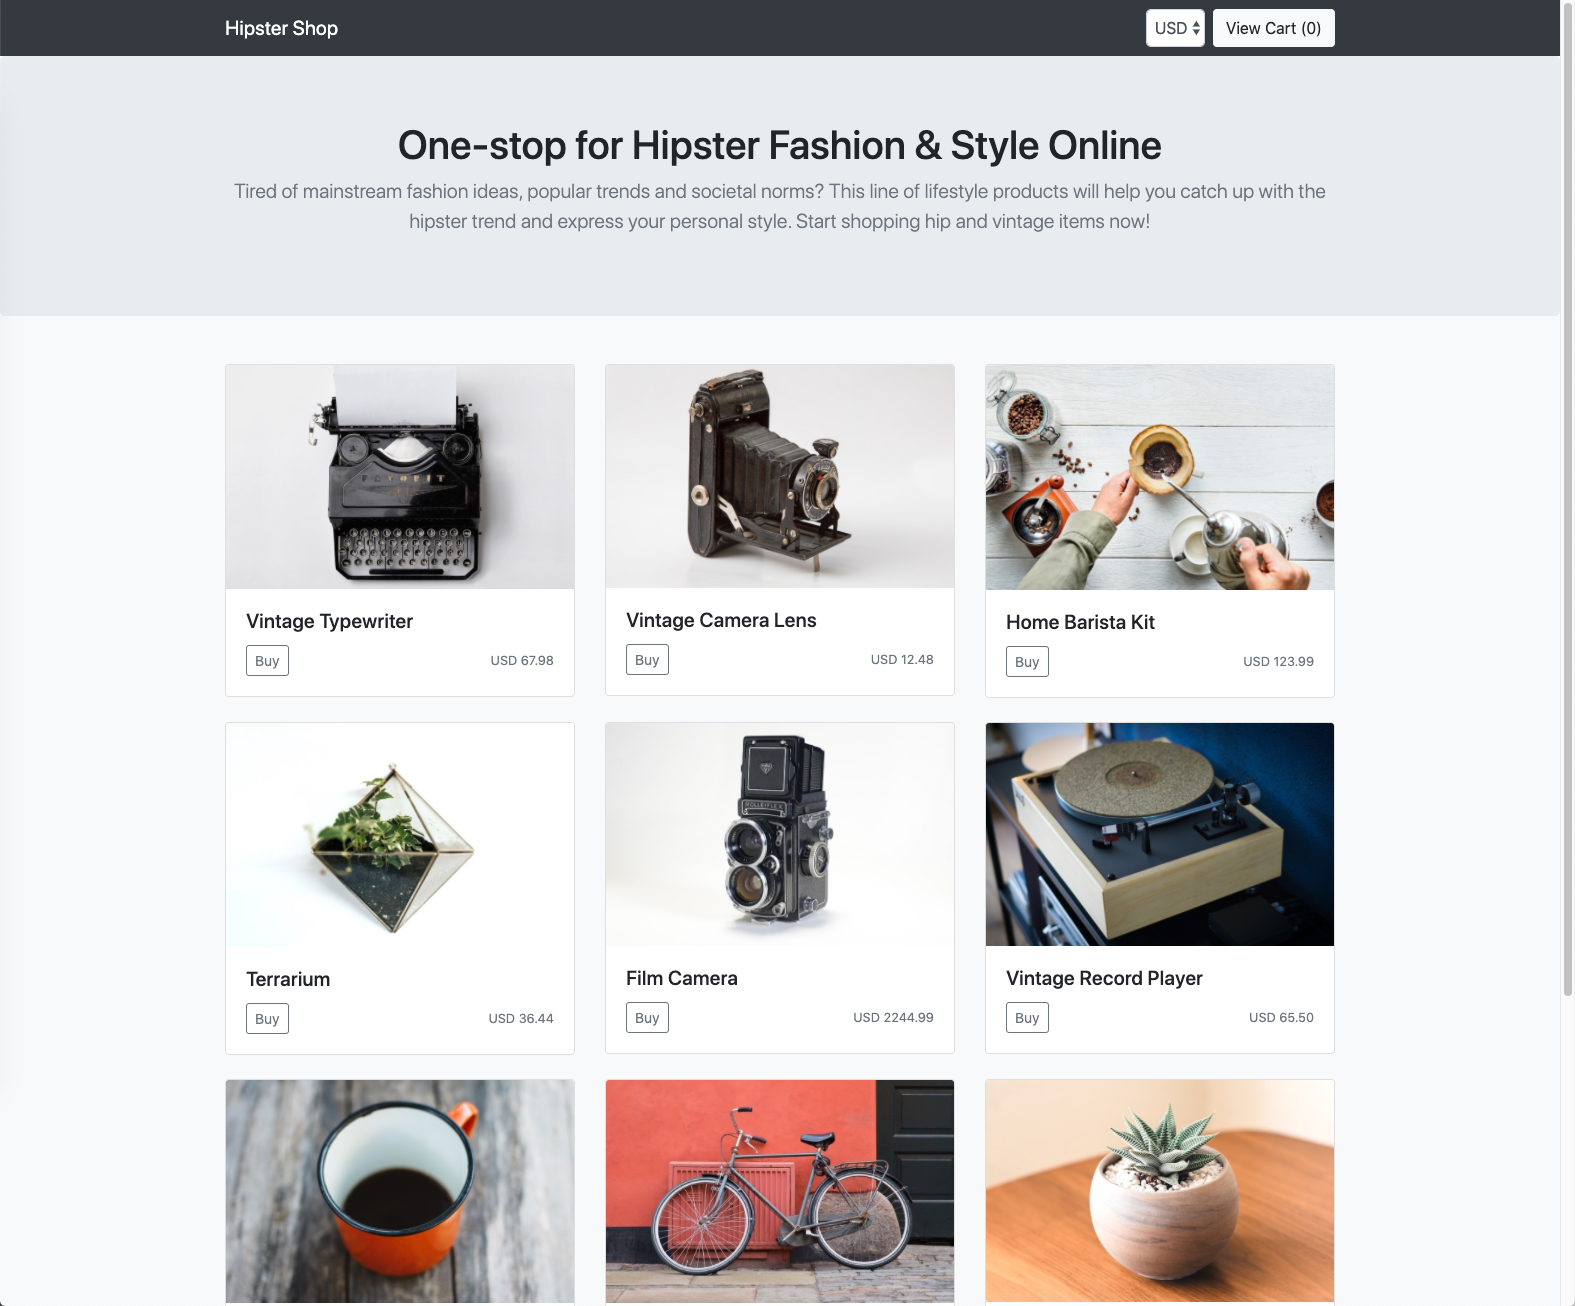 Hipster Shop
USD
View Cart (0)
One-stop for Hipster Fashion & Style Online
Tired of mainstream fashion ideas, popular trends and societal norms? This line of lifestyle products will help you catch up with the
hipster trend and express your personal style. Start shopping hip and vintage items now!
Vintage Typewriter
Buy
USD 67.98
Vintage Camera Lens
Buy
USD 12.48
Home Barista Kit
Buy
USD 123.99
ROLLEIFLEX
Terrarium
Buy
USD 36.44
Film Camera
Buy
USD 2244.99
Vintage Record Player
Buy
USD 65.50